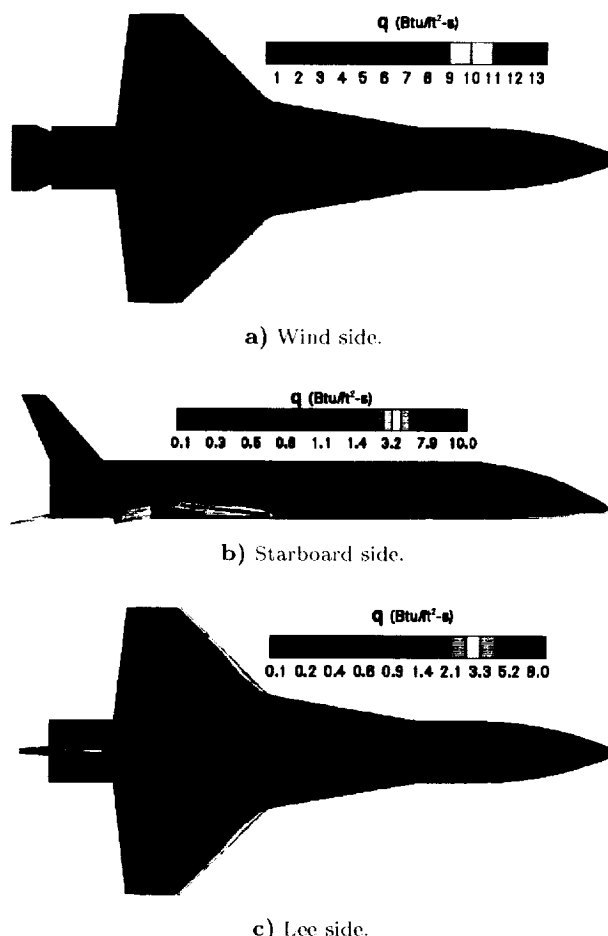 q (Btu/ft²-s)
1 2 3 4 5 6 7 8 9 10 11 12 13
a) Wind side.
q (Btu/ft²-s)
0.1 0.3 0.5 0.8 1.1 1.4 3.2 7.9 10.0
b) Starboard side.
q (Btu/ft²-s)
0.1 0.2 0.4 0.6 0.9 1.4 2.1 3.3 5.2 8.0
c) Lee side.